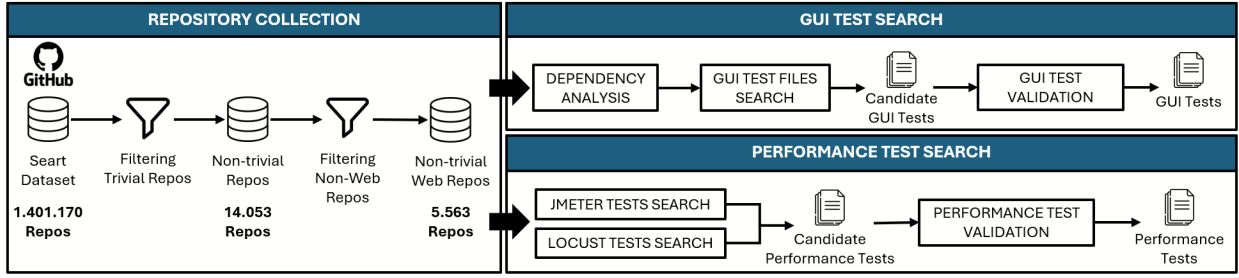 REPOSITORY COLLECTION
GitHub
Seart
Dataset
1.401.170
Repos
Filtering
Trivial Repos
Non-trivial
Repos
14.053
Repos
Filtering
Non-Web
Repos
Non-trivial
Web Repos
5.563
Repos
GUI TEST SEARCH
DEPENDENCY
ANALYSIS
GUI TEST FILES
SEARCH
Candidate
GUI Tests
GUI TEST
VALIDATION
GUI Tests
PERFORMANCE TEST SEARCH
JMETER TESTS SEARCH
LOCUST TESTS SEARCH
Candidate
Performance Tests
PERFORMANCE TEST
VALIDATION
Performance
Tests